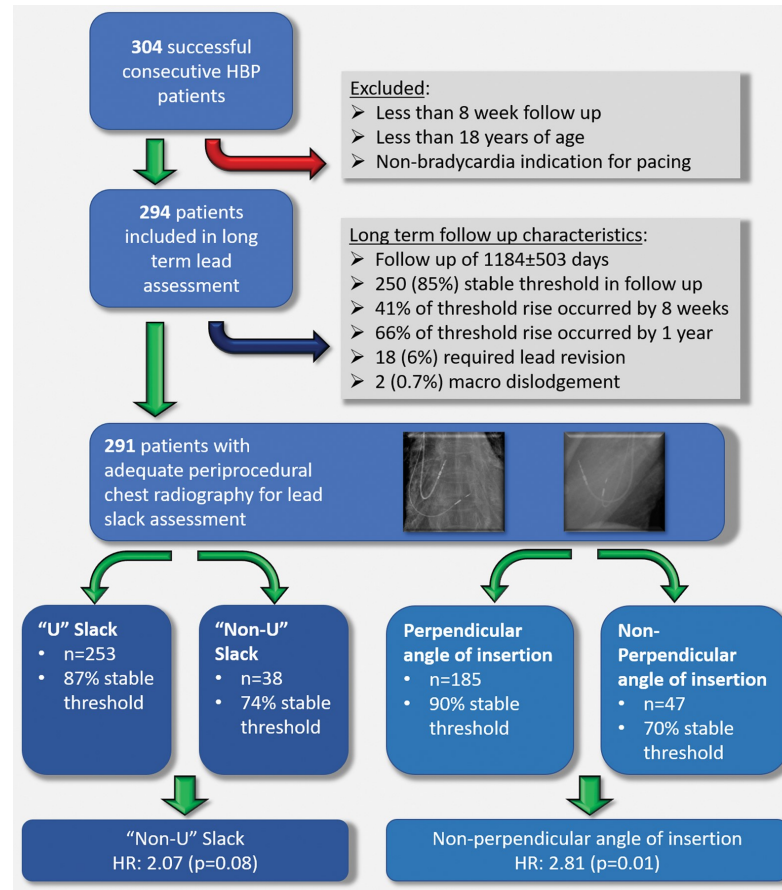 304 successful
consecutive HBP
patients
Excluded:
➢ Less than 8 week follow up
➢ Less than 18 years of age
➢ Non-bradycardia indication for pacing
294 patients
included in long
term lead
assessment
Long term follow up characteristics:
➢ Follow up of 1184±503 days
➢ 250 (85%) stable threshold in follow up
➢ 41% of threshold rise occurred by 8 weeks
➢ 66% of threshold rise occurred by 1 year
➢ 18 (6%) required lead revision
➢ 2 (0.7%) macro dislodgement
291 patients with
adequate periprocedural
chest radiography for lead
slack assessment
“U” Slack
• n=253
• 87% stable
threshold
“Non-U”
Slack
• n=38
• 74% stable
threshold
Perpendicular
angle of insertion
• n=185
• 90% stable
threshold
Non-
Perpendicular
angle of insertion
• n=47
• 70% stable
threshold
“Non-U” Slack
HR: 2.07 (p=0.08)
Non-perpendicular angle of insertion
HR: 2.81 (p=0.01)